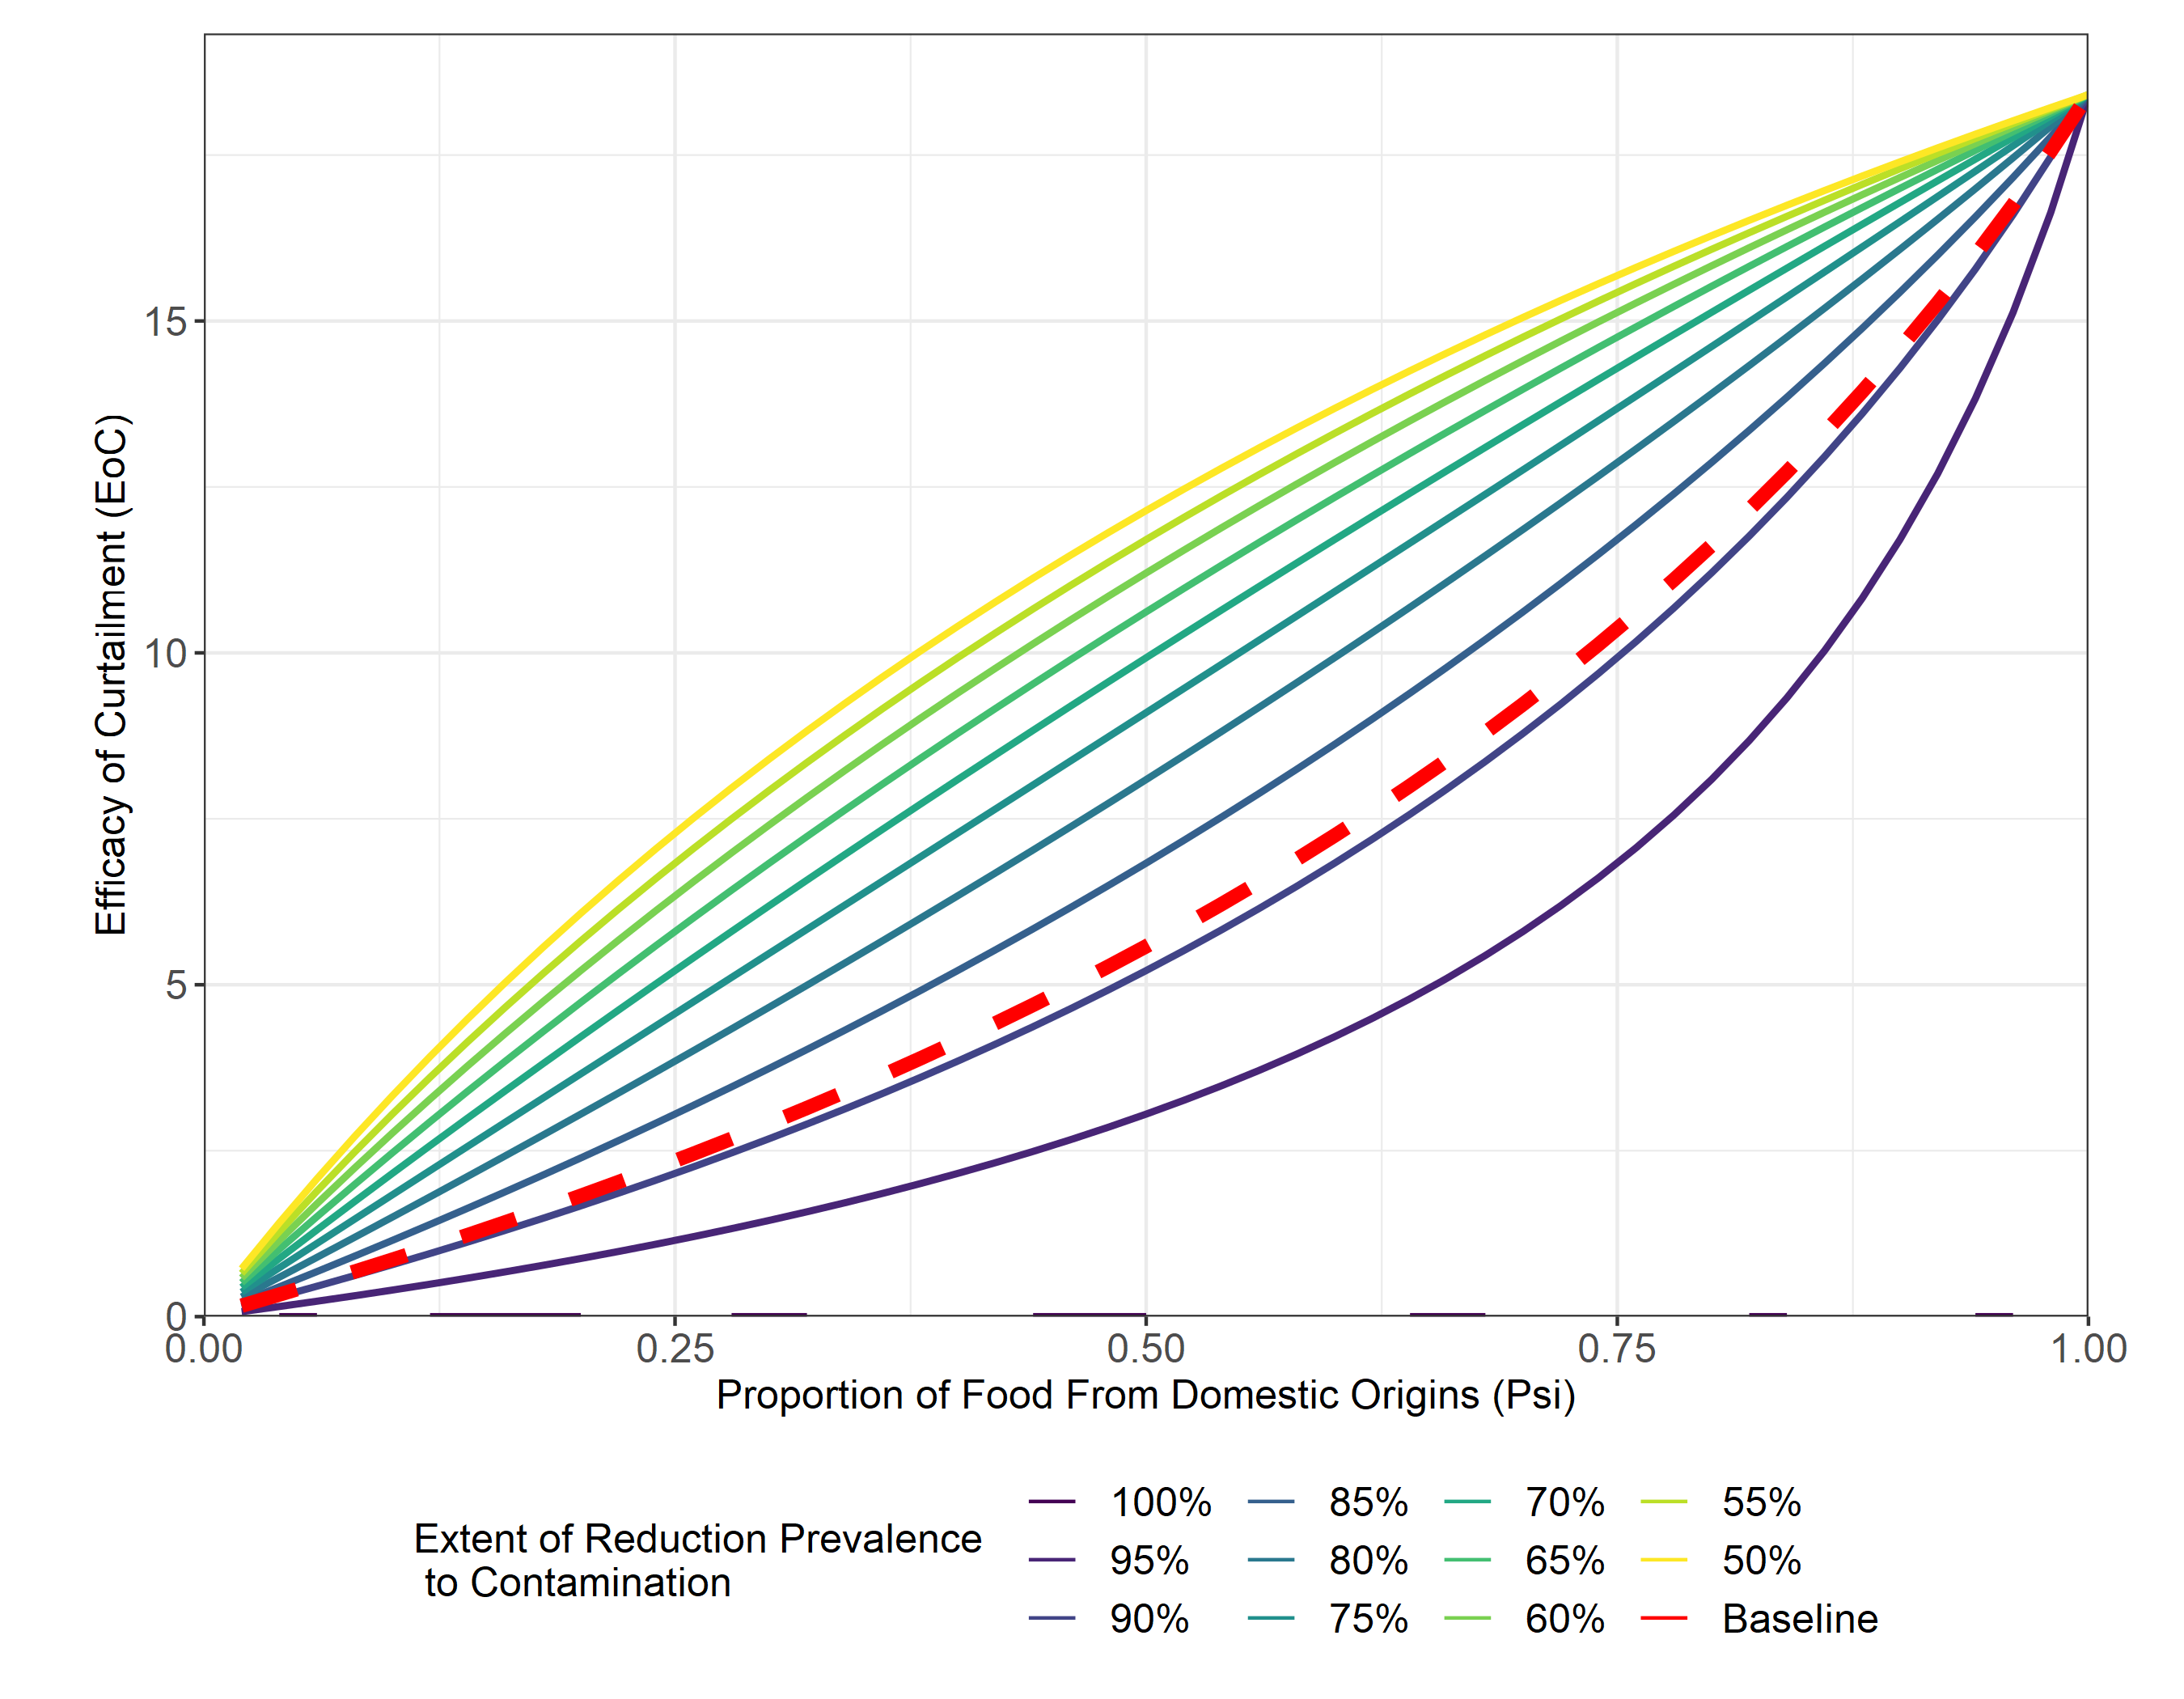 Efficacy of Curtailment (EoC)
15
10
5
0
0.00 0.25 0.50 0.75 1.00
Proportion of Food From Domestic Origins (Psi)
Extent of Reduction Prevalence
to Contamination
100% 85% 70% 55%
95% 80% 65% 50%
90% 75% 60% Baseline